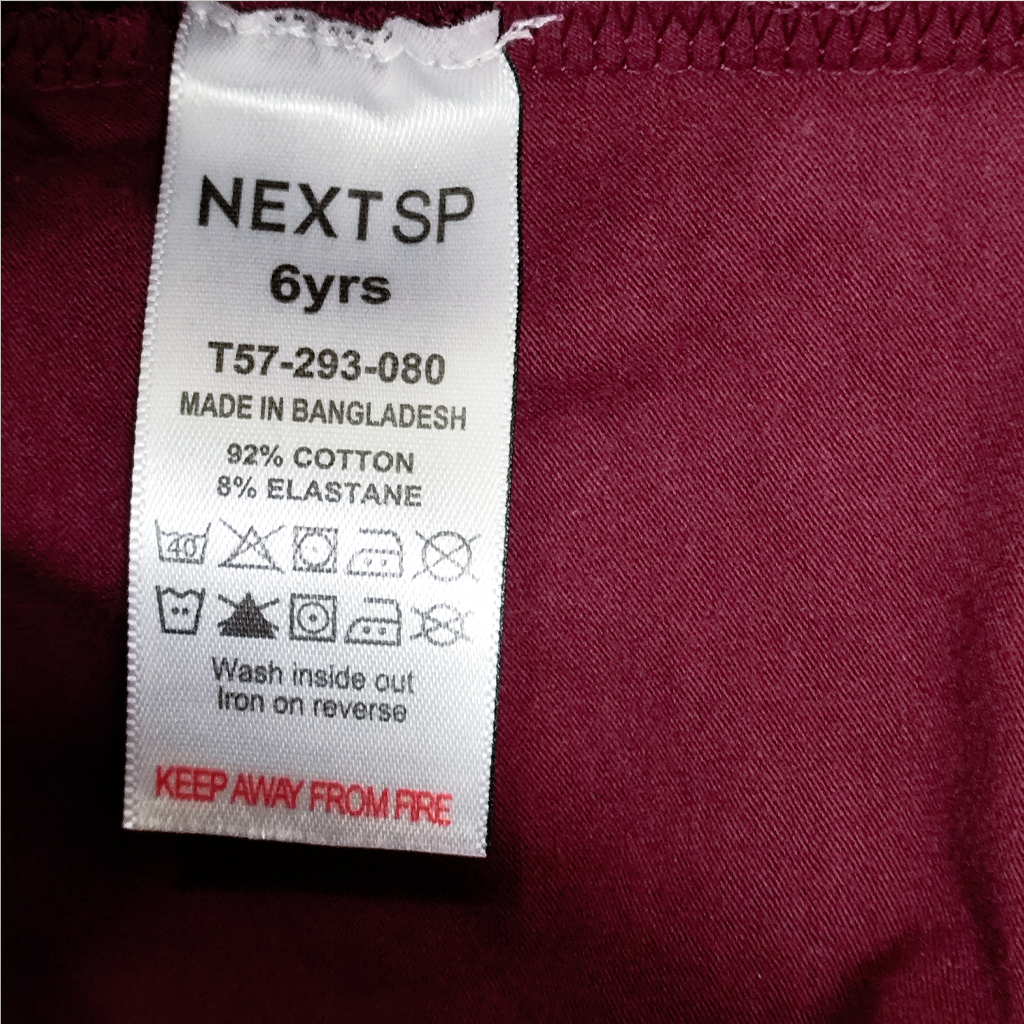 NEXT SP
6yrs
T57-293-080
MADE IN BANGLADESH
92% COTTON
8% ELASTANE
40
Wash inside out
Iron on reverse
KEEP AWAY FROM FIRE